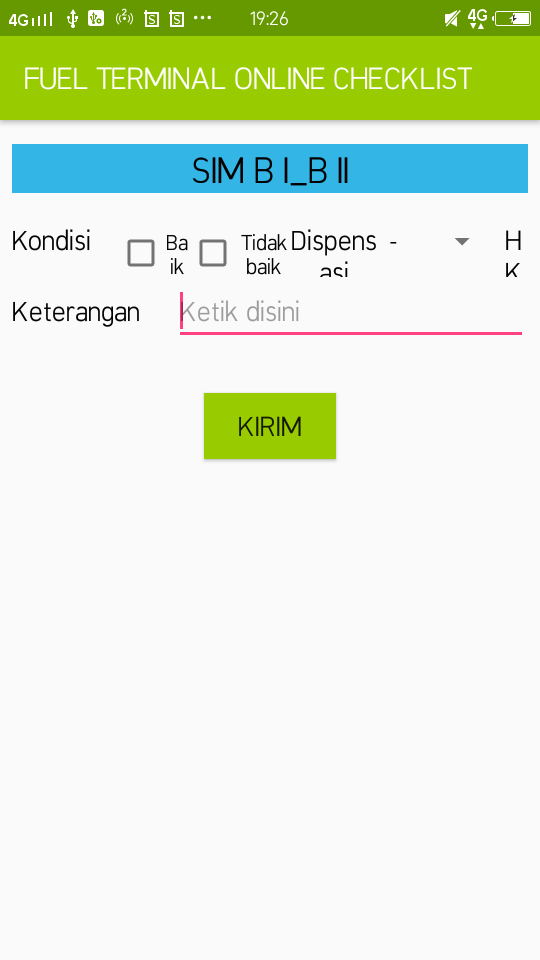 4G 19:26 4G
FUEL TERMINAL ONLINE CHECKLIST
SIM B I_B II
Kondisi
Ba
ik
Tidak
baik
Dispens
asi
-
H
K
Keterangan
Ketik disini
KIRIM